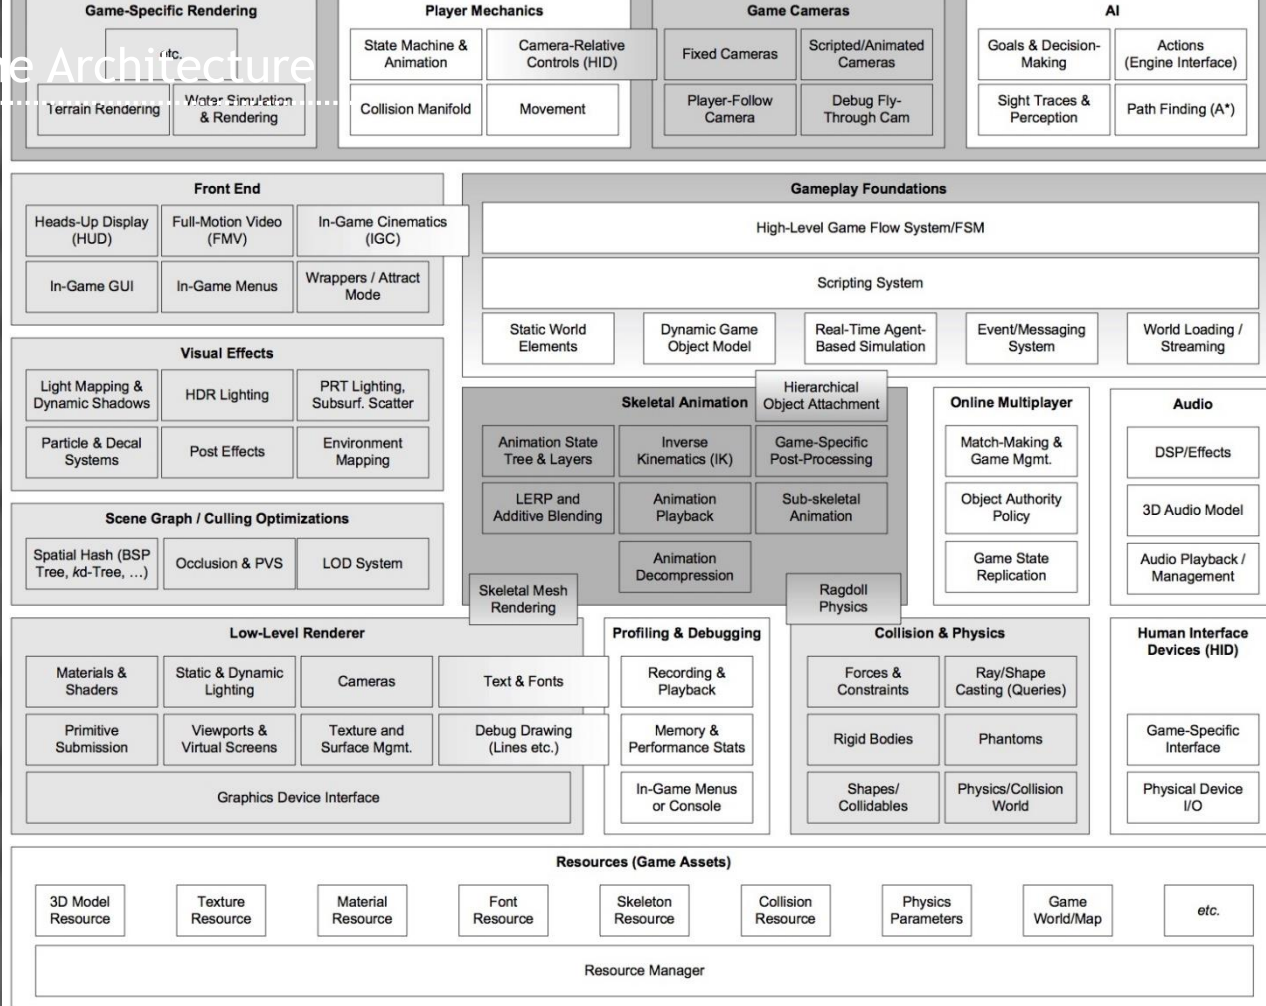 Game-Specific Rendering
etc.
Terrain Rendering
Water Simulation
& Rendering
e Architecture
Player Mechanics
State Machine &
Animation
Camera-Relative
Controls (HID)
Collision Manifold
Movement
Game Cameras
Fixed Cameras
Scripted/Animated
Cameras
Player-Follow
Camera
Debug Fly-
Through Cam
AI
Goals & Decision-
Making
Actions
(Engine Interface)
Sight Traces &
Perception
Path Finding (A*)
Front End
Heads-Up Display
(HUD)
Full-Motion Video
(FMV)
In-Game Cinematics
(IGC)
In-Game GUI
In-Game Menus
Wrappers / Attract
Mode
Gameplay Foundations
High-Level Game Flow System/FSM
Scripting System
Static World
Elements
Dynamic Game
Object Model
Real-Time Agent-
Based Simulation
Event/Messaging
System
World Loading /
Streaming
Visual Effects
Light Mapping &
Dynamic Shadows
HDR Lighting
PRT Lighting,
Subsurf. Scatter
Particle & Decal
Systems
Post Effects
Environment
Mapping
Skeletal Animation
Hierarchical
Object Attachment
Animation State
Tree & Layers
Inverse
Kinematics (IK)
Game-Specific
Post-Processing
LERP and
Additive Blending
Animation
Playback
Sub-skeletal
Animation
Animation
Decompression
Skeletal Mesh
Rendering
Ragdoll
Physics
Online Multiplayer
Match-Making &
Game Mgmt.
Object Authority
Policy
Game State
Replication
Audio
DSP/Effects
3D Audio Model
Audio Playback /
Management
Scene Graph / Culling Optimizations
Spatial Hash (BSP
Tree, kd-Tree, …)
Occlusion & PVS
LOD System
Low-Level Renderer
Materials &
Shaders
Static & Dynamic
Lighting
Cameras
Text & Fonts
Primitive
Submission
Viewports &
Virtual Screens
Texture and
Surface Mgmt.
Debug Drawing
(Lines etc.)
Graphics Device Interface
Profiling & Debugging
Recording &
Playback
Memory &
Performance Stats
In-Game Menus
or Console
Collision & Physics
Forces &
Constraints
Ray/Shape
Casting (Queries)
Rigid Bodies
Phantoms
Shapes/
Collidables
Physics/Collision
World
Human Interface
Devices (HID)
Game-Specific
Interface
Physical Device
I/O
Resources (Game Assets)
3D Model
Resource
Texture
Resource
Material
Resource
Font
Resource
Skeleton
Resource
Collision
Resource
Physics
Parameters
Game
World/Map
etc.
Resource Manager